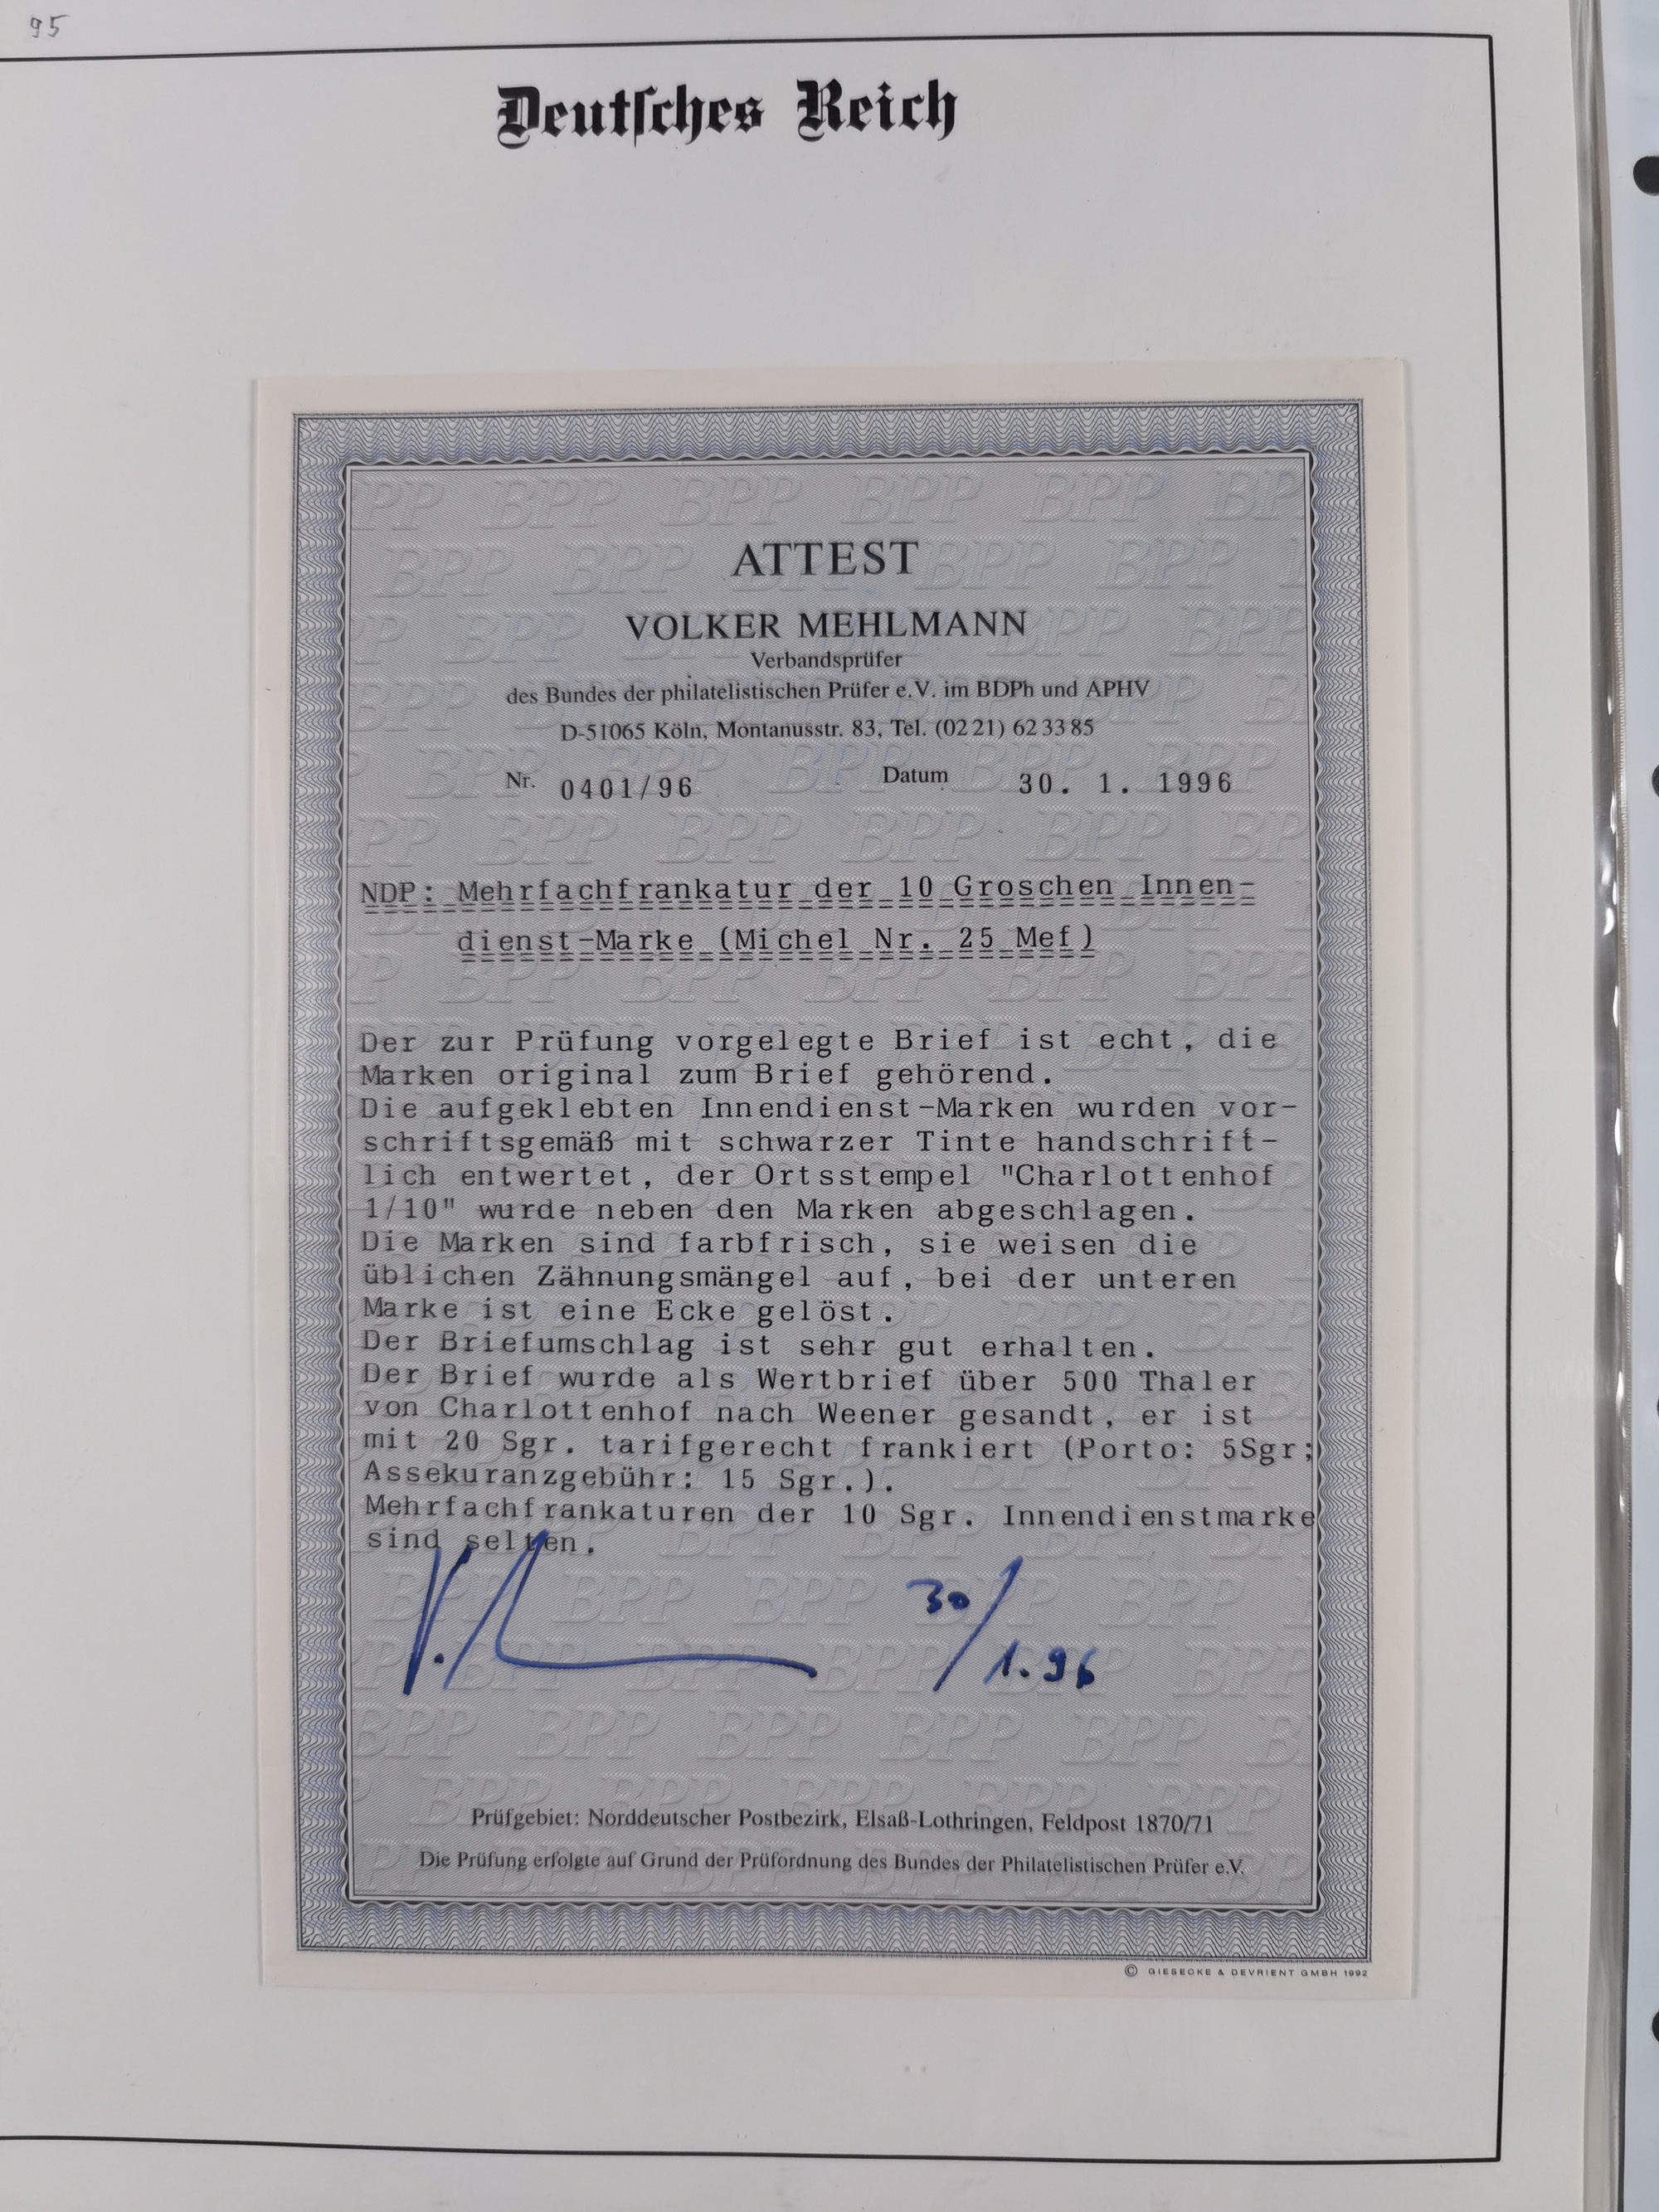 95
Deutsches Reich
ATTEST
VOLKER MEHLMANN
Verbandsprüfer
des Bundes der philatelistischen Prüfer e.V. im BDPh und APHV
D-51065 Köln, Montanusstr. 83, Tel. (02 21) 62 33 85
Nr. 0401/96 Datum 30. 1. 1996
NDP: Mehrfachfrankatur der 10 Groschen Innen-
dienst-Marke (Michel Nr. 25 Mef)
Der zur Prüfung vorgelegte Brief ist echt, die
Marken original zum Brief gehörend.
Die aufgeklebten Innendienst-Marken wurden vor-
schriftsgemäß mit schwarzer Tinte handschrift-
lich entwertet, der Ortsstempel "Charlottenhof
1/10" wurde neben den Marken abgeschlagen.
Die Marken sind farbfrisch, sie weisen die
üblichen Zähnungsmängel auf, bei der unteren
Marke ist eine Ecke gelöst.
Der Briefumschlag ist sehr gut erhalten.
Der Brief wurde als Wertbrief über 500 Thaler
von Charlottenhof nach Weener gesandt, er ist
mit 20 Sgr. tarifgerecht frankiert (Porto: 5Sgr;
Assekuranzgebühr: 15 Sgr.).
Mehrfachfrankaturen der 10 Sgr. Innendienstmarke
sind selten.
30/1.96
Prüfgebiet: Norddeutscher Postbezirk, Elsaß-Lothringen, Feldpost 1870/71
Die Prüfung erfolgte auf Grund der Prüfordnung des Bundes der Philatelistischen Prüfer e.V.
© GIESECKE & DEVRIENT GMBH 1992